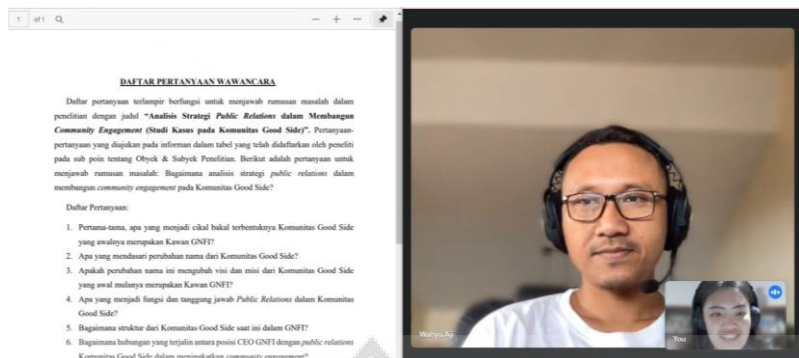 1 of 1
DAFTAR PERTANYAAN WAWANCARA
Daftar pertanyaan terlampir berfungsi untuk menjawab rumusan masalah dalam
penelitian dengan judul “Analisis Strategi Public Relations dalam Membangun
Community Engagement (Studi Kasus pada Komunitas Good Side)”. Pertanyaan-
pertanyaan yang diajukan pada informan dalam tabel yang telah didaftarkan oleh peneliti
pada sub poin tentang Obyek & Subyek Penelitian. Berikut adalah pertanyaan untuk
menjawab rumusan masalah: Bagaimana analisis strategi public relations dalam
membangun community engagement pada Komunitas Good Side?
Daftar Pertanyaan:
1. Pertama-tama, apa yang menjadi cikal bakal terbentuknya Komunitas Good Side
yang awalnya merupakan Kawan GNFI?
2. Apa yang mendasari perubahan nama dari Komunitas Good Side?
3. Apakah perubahan nama ini mengubah visi dan misi dari Komunitas Good Side
yang awal mulanya merupakan Kawan GNFI?
4. Apa yang menjadi fungsi dan tanggung jawab Public Relations dalam Komunitas
Good Side?
5. Bagaimana struktur dari Komunitas Good Side saat ini dalam GNFI?
6. Bagaimana hubungan yang terjalin antara posisi CEO GNFI dengan public relations
Komunitas Good Side dalam meningkatkan community engagement?
Wahyu Aji
You